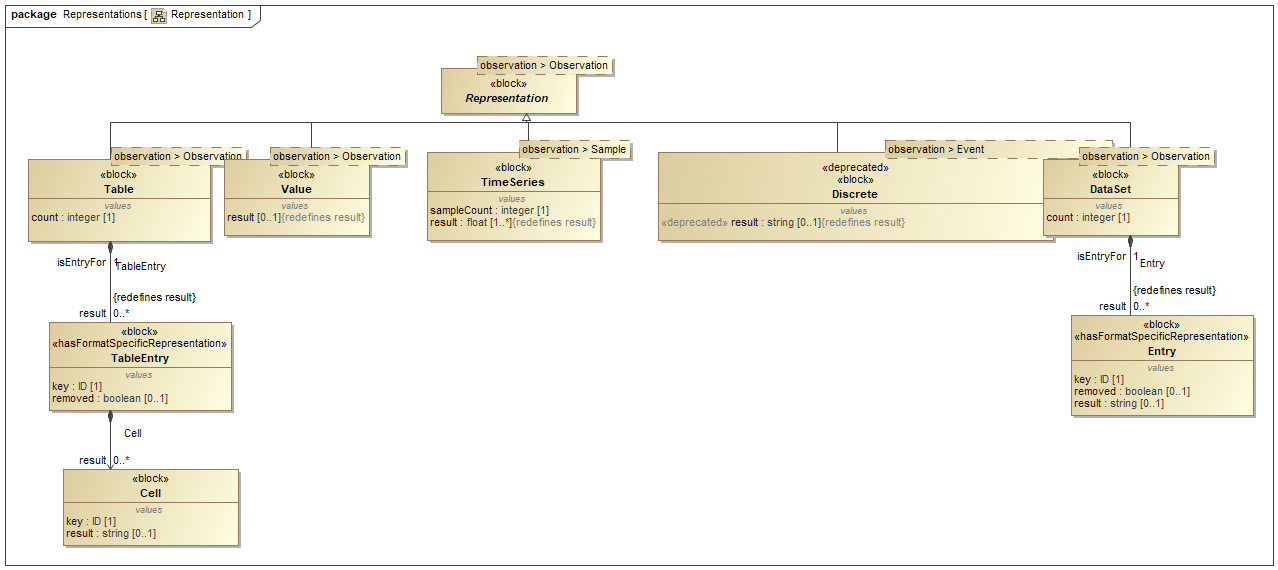 package Representations [ Representation ]
observation > Observation
«block»
Representation
observation > Observation
«block»
Table
values
count : integer [1]
observation > Observation
«block»
Value
values
result [0..1]{redefines result}
observation > Sample
«block»
TimeSeries
values
sampleCount : integer [1]
result : float [1..*]{redefines result}
observation > Event
«deprecated»
«block»
Discrete
values
«deprecated» result : string [0..1]{redefines result}
observation > Observation
«block»
DataSet
values
count : integer [1]
isEntryFor 1
TableEntry
{redefines result}
result 0..*
«block»
«hasFormatSpecificRepresentation»
TableEntry
values
key : ID [1]
removed : boolean [0..1]
Cell
result 0..*
«block»
Cell
values
key : ID [1]
result : string [0..1]
isEntryFor 1
Entry
{redefines result}
result 0..*
«block»
«hasFormatSpecificRepresentation»
Entry
values
key : ID [1]
removed : boolean [0..1]
result : string [0..1]